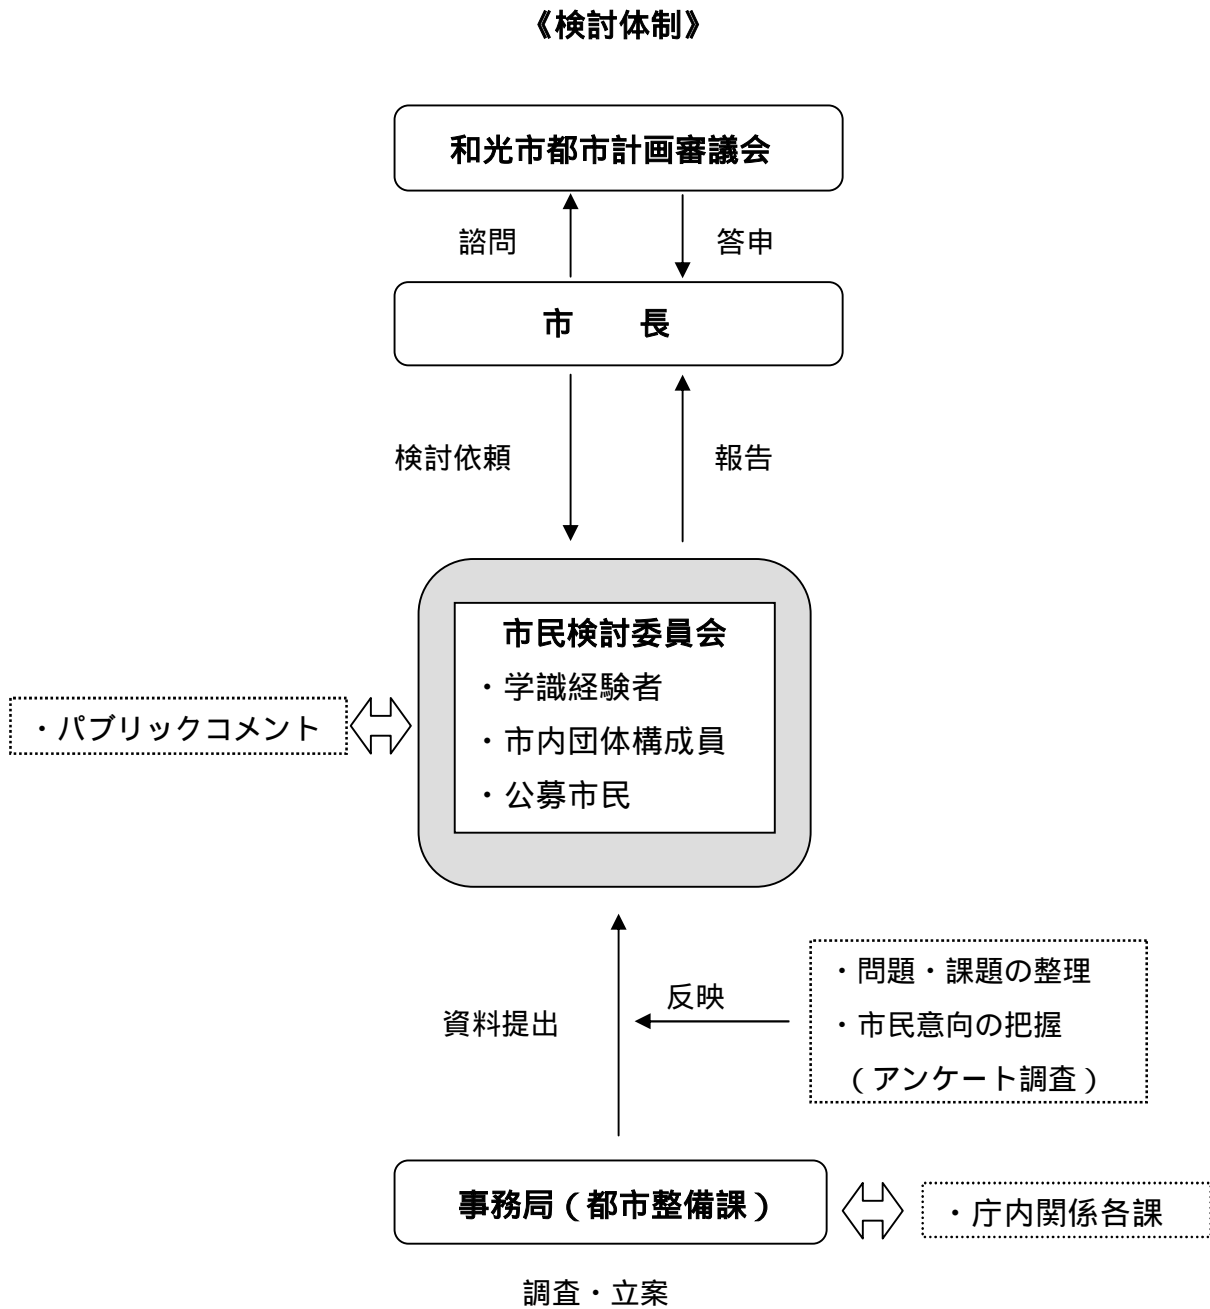 《検討体制》
和光市都市計画審議会
諮問
答申
市　　長
検討依頼
報告
市民検討委員会
・学識経験者
・市内団体構成員
・公募市民
・パブリックコメント
・問題・課題の整理
・市民意向の把握
（アンケート調査）
反映
資料提出
事務局（都市整備課）
・庁内関係各課
調査・立案